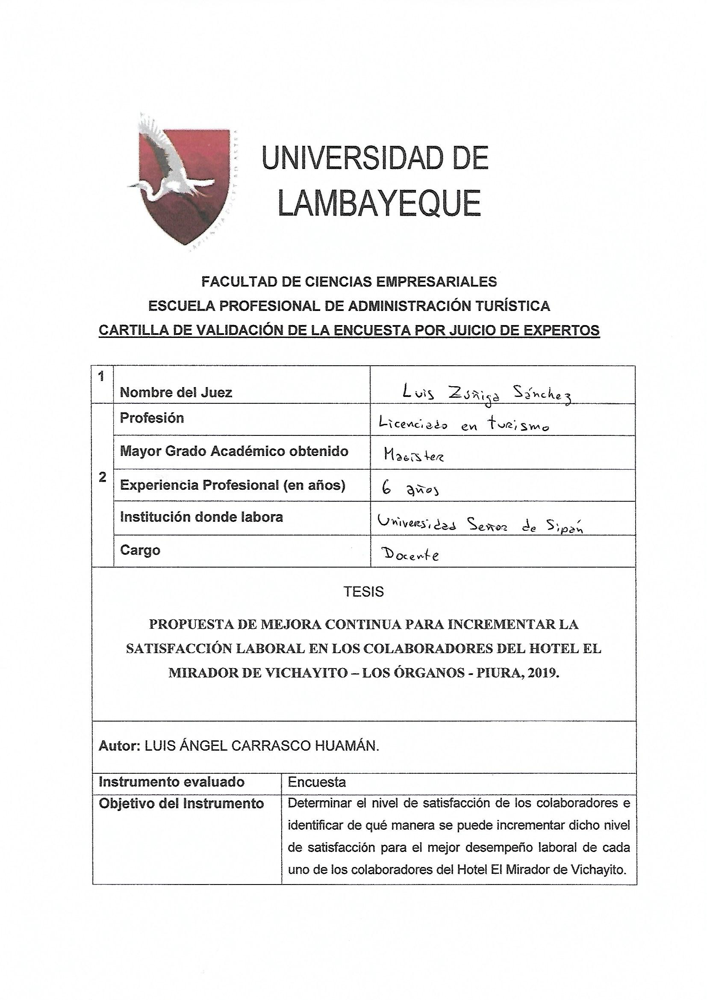 UNIVERSIDAD DE
LAMBAYEQUE
FACULTAD DE CIENCIAS EMPRESARIALES
ESCUELA PROFESIONAL DE ADMINISTRACIÓN TURÍSTICA
CARTILLA DE VALIDACIÓN DE LA ENCUESTA POR JUICIO DE EXPERTOS
1
Nombre del Juez Luis Zúñiga Sánchez
Profesión Licenciado en turismo
Mayor Grado Académico obtenido Magister
2
Experiencia Profesional (en años) 6 años
Institución donde labora Universidad Señor de Sipán
Cargo Docente
TESIS
PROPUESTA DE MEJORA CONTINUA PARA INCREMENTAR LA
SATISFACCIÓN LABORAL EN LOS COLABORADORES DEL HOTEL EL
MIRADOR DE VICHAYITO – LOS ÓRGANOS - PIURA, 2019.
Autor: LUIS ÁNGEL CARRASCO HUAMÁN.
Instrumento evaluado Encuesta
Objetivo del Instrumento Determinar el nivel de satisfacción de los colaboradores e
identificar de qué manera se puede incrementar dicho nivel
de satisfacción para el mejor desempeño laboral de cada
uno de los colaboradores del Hotel El Mirador de Vichayito.